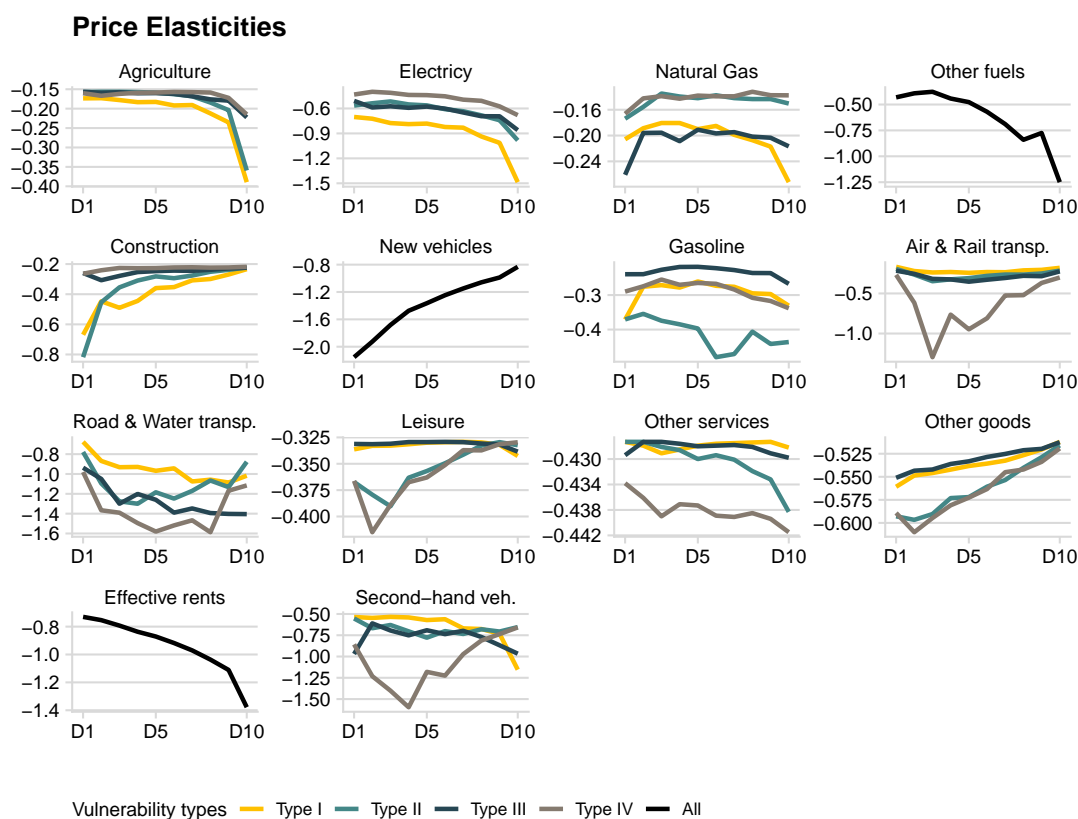 Price Elasticities
Agriculture
Electricy
Natural Gas
Other fuels
−0.15
−0.20
−0.25
−0.30
−0.35
−0.40
D1 D5 D10
−0.6
−0.9
−1.2
−1.5
D1 D5 D10
−0.16
−0.20
−0.24
D1 D5 D10
−0.50
−0.75
−1.00
−1.25
D1 D5 D10
Construction
New vehicles
Gasoline
Air & Rail transp.
−0.2
−0.4
−0.6
−0.8
D1 D5 D10
−0.8
−1.2
−1.6
−2.0
D1 D5 D10
−0.3
−0.4
D1 D5 D10
−0.5
−1.0
D1 D5 D10
Road & Water transp.
Leisure
Other services
Other goods
−0.8
−1.0
−1.2
−1.4
−1.6
D1 D5 D10
−0.325
−0.350
−0.375
−0.400
D1 D5 D10
−0.430
−0.434
−0.438
−0.442
D1 D5 D10
−0.525
−0.550
−0.575
−0.600
D1 D5 D10
Effective rents
Second−hand veh.
−0.8
−1.0
−1.2
−1.4
D1 D5 D10
−0.50
−0.75
−1.00
−1.25
−1.50
D1 D5 D10
Vulnerability types Type I Type II Type III Type IV All